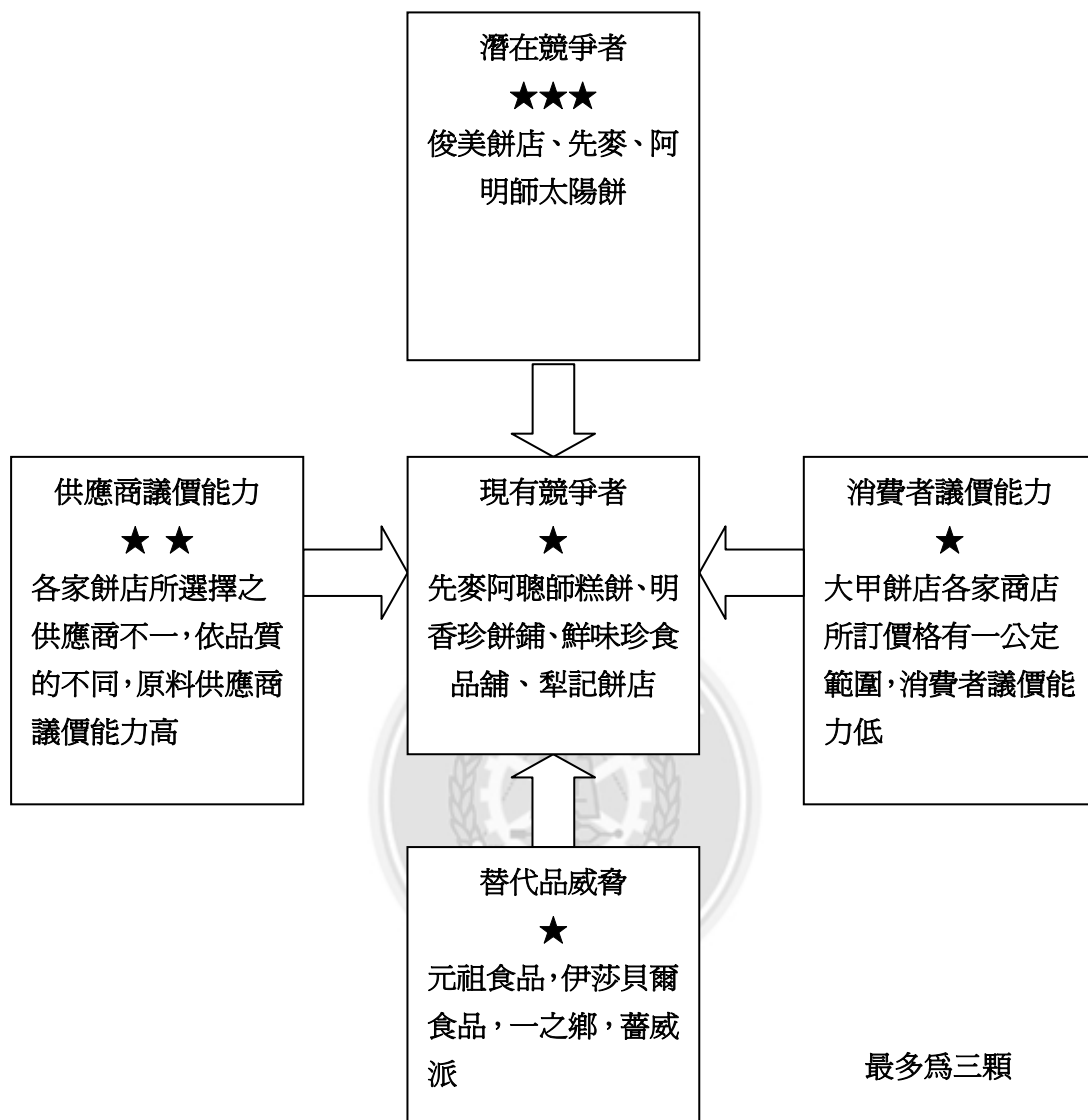 潛在競爭者
★★★
俊美餅店、先麥、阿
明師太陽餅
供應商議價能力
★ ★
各家餅店所選擇之
供應商不一，依品質
的不同，原料供應商
議價能力高
現有競爭者
★
先麥阿聰師糕餅、明
香珍餅鋪、鮮味珍食
品舖、犁記餅店
消費者議價能力
★
大甲餅店各家商店
所訂價格有一公定
範圍，消費者議價能
力低
替代品威脅
★
元祖食品，伊莎貝爾
食品，一之鄉，薔威
派
最多為三顆